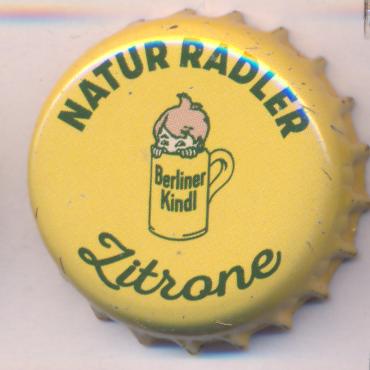 NATUR RADLER
Berliner
Kindl
Zitrone